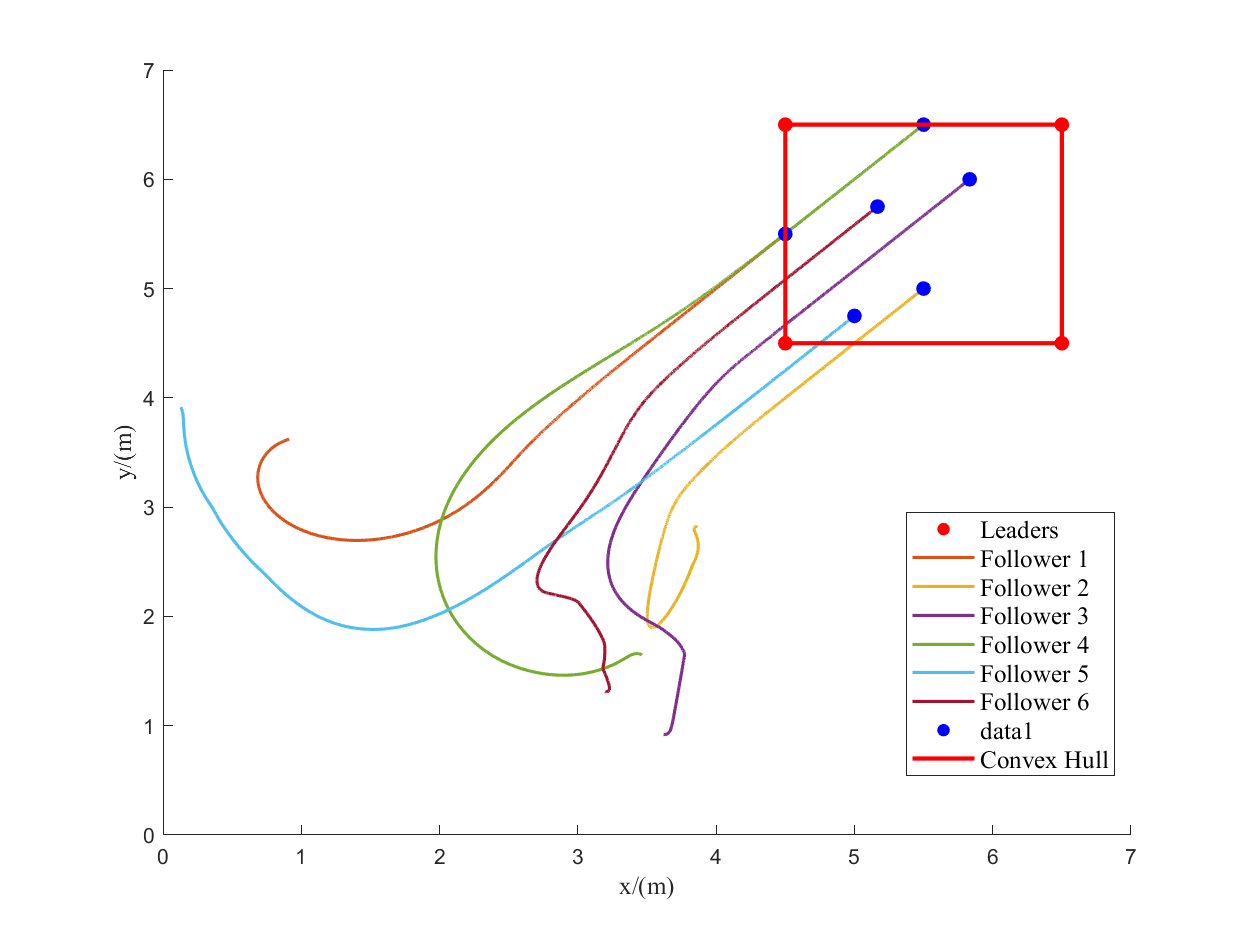 7
6
5
4
3
2
1
0
y/(m)
0 1 2 3 4 5 6 7
x/(m)
Leaders
Follower 1
Follower 2
Follower 3
Follower 4
Follower 5
Follower 6
data1
Convex Hull